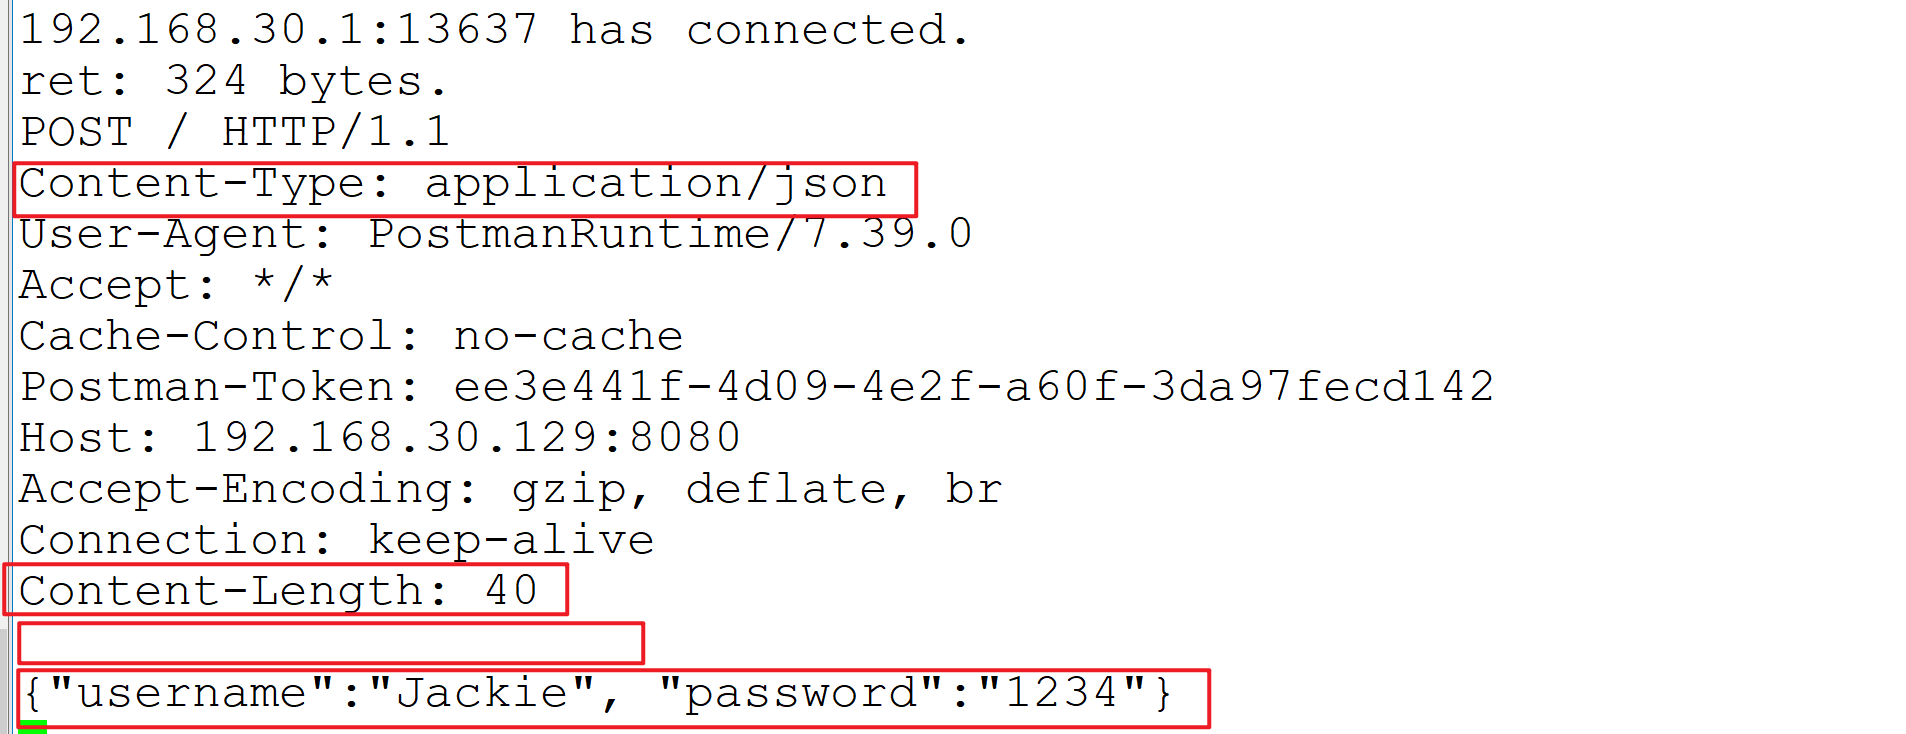 192.168.30.1:13637 has connected.
ret: 324 bytes.
POST / HTTP/1.1
Content-Type: application/json
User-Agent: PostmanRuntime/7.39.0
Accept: */*
Cache-Control: no-cache
Postman-Token: ee3e441f-4d09-4e2f-a60f-3da97fecd142
Host: 192.168.30.129:8080
Accept-Encoding: gzip, deflate, br
Connection: keep-alive
Content-Length: 40
{"username":"Jackie", "password":"1234"}